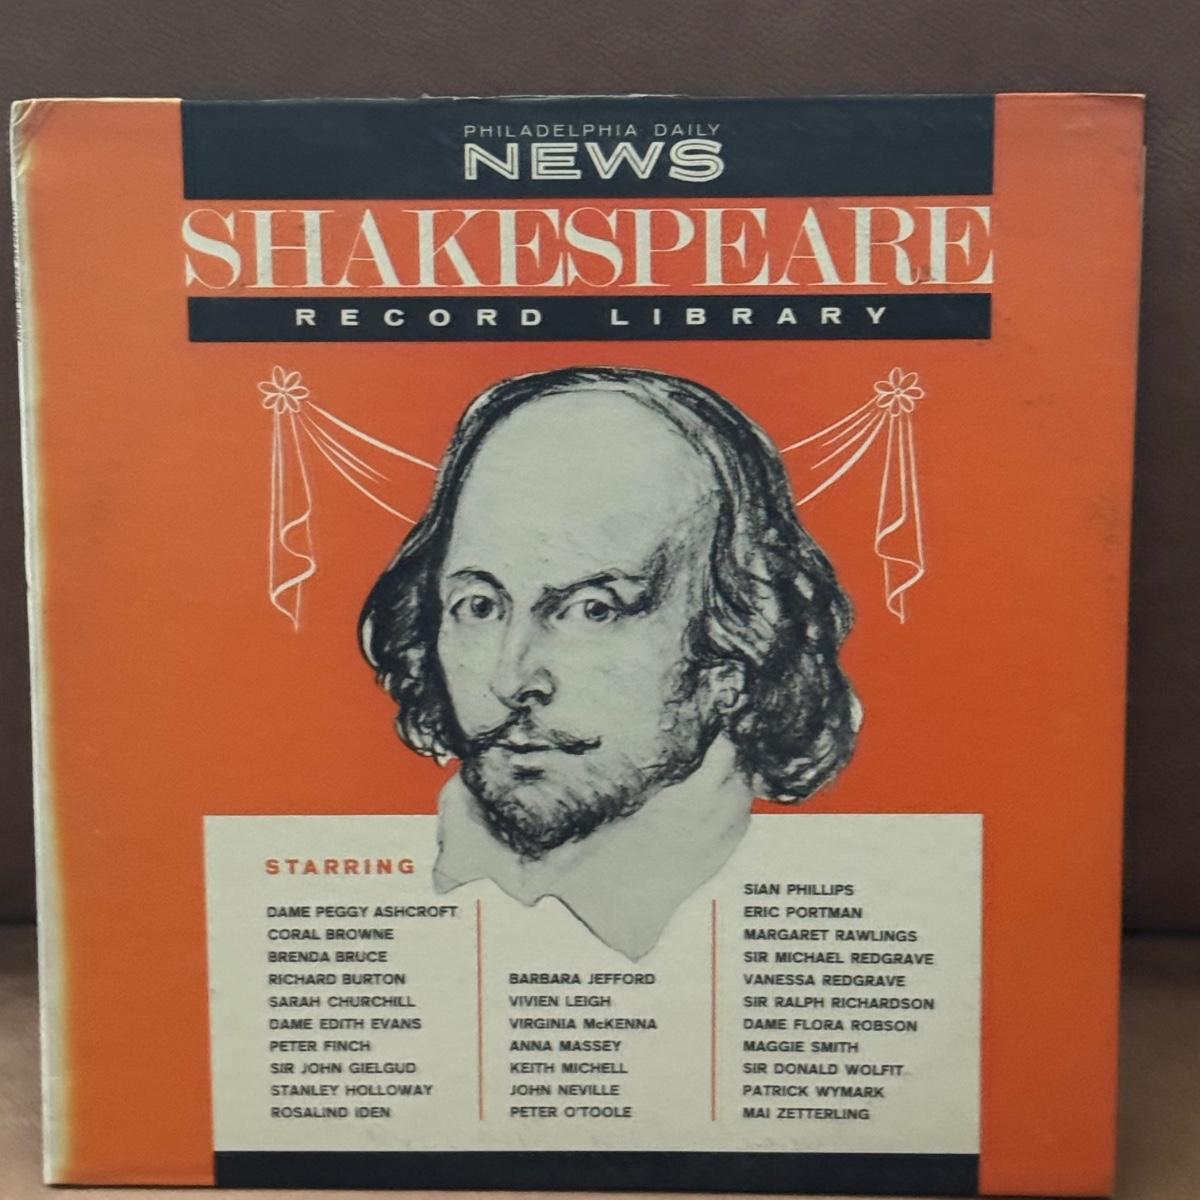 PHILADELPHIA DAILY
NEWS
SHAKESPEARE
RECORD LIBRARY
STARRING
DAME PEGGY ASHCROFT
CORAL BROWNE
BRENDA BRUCE
RICHARD BURTON
SARAH CHURCHILL
DAME EDITH EVANS
PETER FINCH
SIR JOHN GIELGUD
STANLEY HOLLOWAY
ROSALIND IDEN
BARBARA JEFFORD
VIVIEN LEIGH
VIRGINIA McKENNA
ANNA MASSEY
KEITH MICHELL
JOHN NEVILLE
PETER O'TOOLE
SIAN PHILLIPS
ERIC PORTMAN
MARGARET RAWLINGS
SIR MICHAEL REDGRAVE
VANESSA REDGRAVE
SIR RALPH RICHARDSON
DAME FLORA ROBSON
MAGGIE SMITH
SIR DONALD WOLFIT
PATRICK WYMARK
MAI ZETTERLING